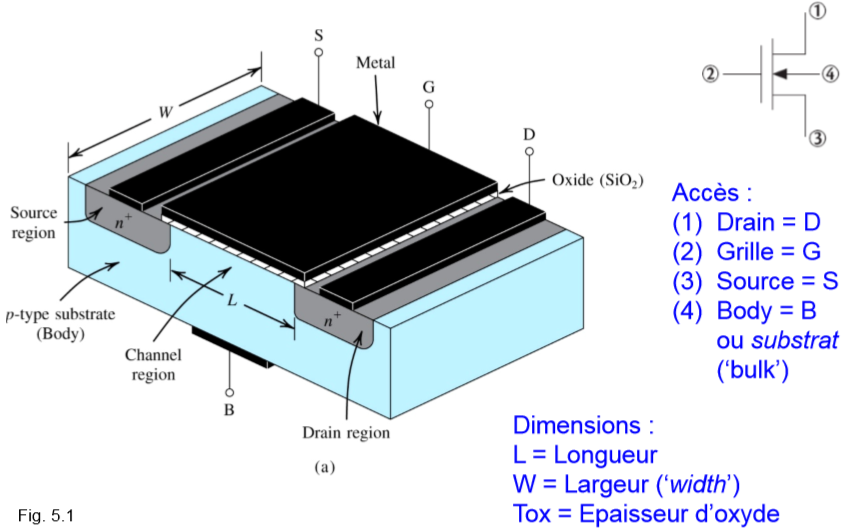 S
Metal
G
W
D
Oxide (SiO₂)
Source
region
n⁺
L
n⁺
p-type substrate
(Body)
Channel
region
B
Drain region
(a)
Fig. 5.1
①
②
④
③
Accès :
(1) Drain = D
(2) Grille = G
(3) Source = S
(4) Body = B
ou substrat
(‘bulk’)
Dimensions :
L = Longueur
W = Largeur (‘width’)
Tox = Epaisseur d’oxyde